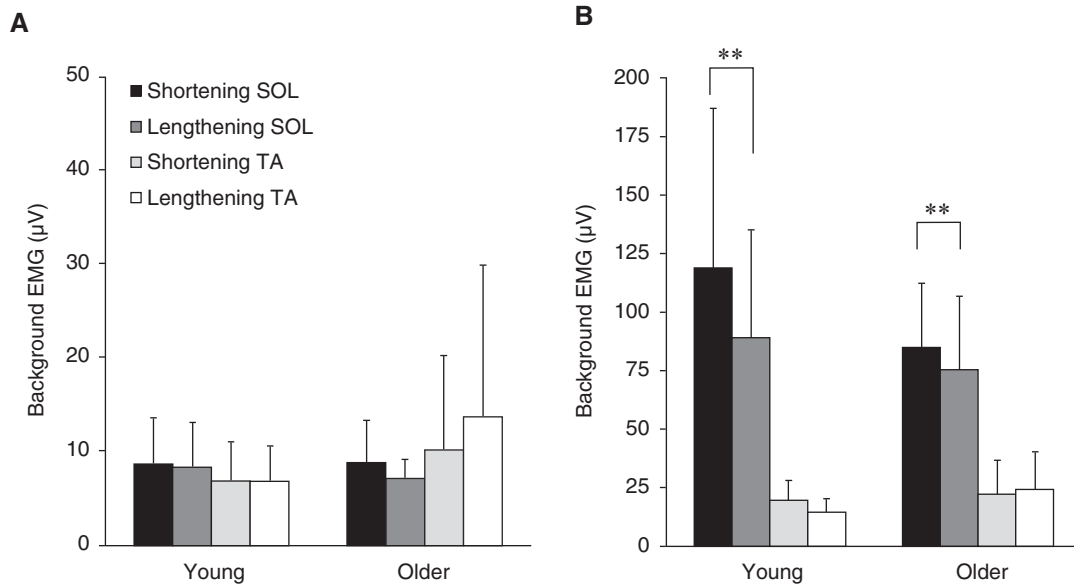 A
Background EMG (µV)
50
40
30
20
10
0
Shortening SOL
Lengthening SOL
Shortening TA
Lengthening TA
Young Older
B
Background EMG (µV)
200
175
150
125
100
75
50
25
0
**
**
Young Older